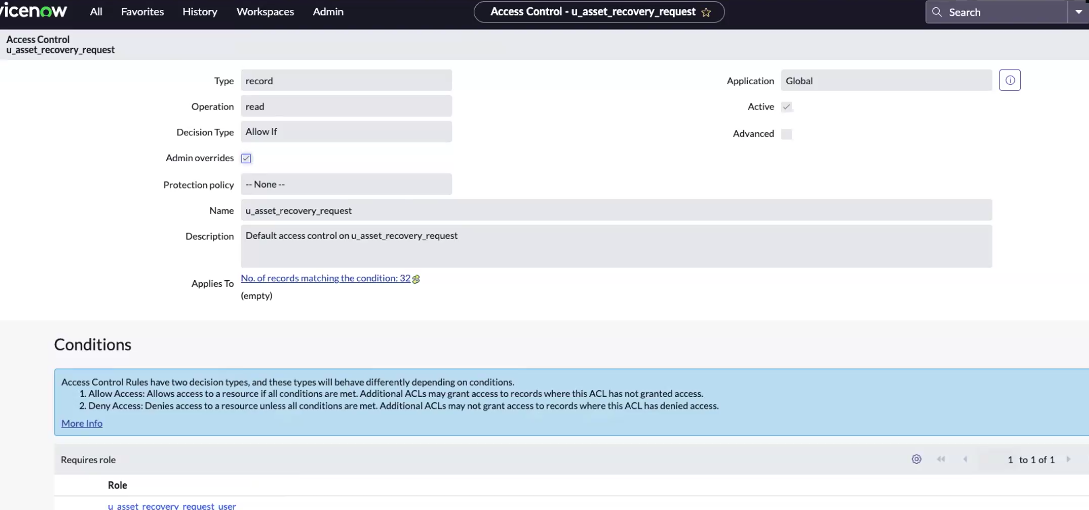 vicenow All Favorites History Workspaces Admin Access Control - u_asset_recovery_request Search
Access Control
u_asset_recovery_request
Type record Application Global
Operation read Active
Decision Type Allow If Advanced
Admin overrides
Protection policy -- None --
Name u_asset_recovery_request
Description Default access control on u_asset_recovery_request
Applies To No. of records matching the condition: 32
(empty)
Conditions
Access Control Rules have two decision types, and these types will behave differently depending on conditions.
1. Allow Access: Allows access to a resource if all conditions are met. Additional ACLs may grant access to records where this ACL has not granted access.
2. Deny Access: Denies access to a resource unless all conditions are met. Additional ACLs may not grant access to records where this ACL has denied access.
More Info
Requires role 1 to 1 of 1
Role
u_asset_recovery_request_user